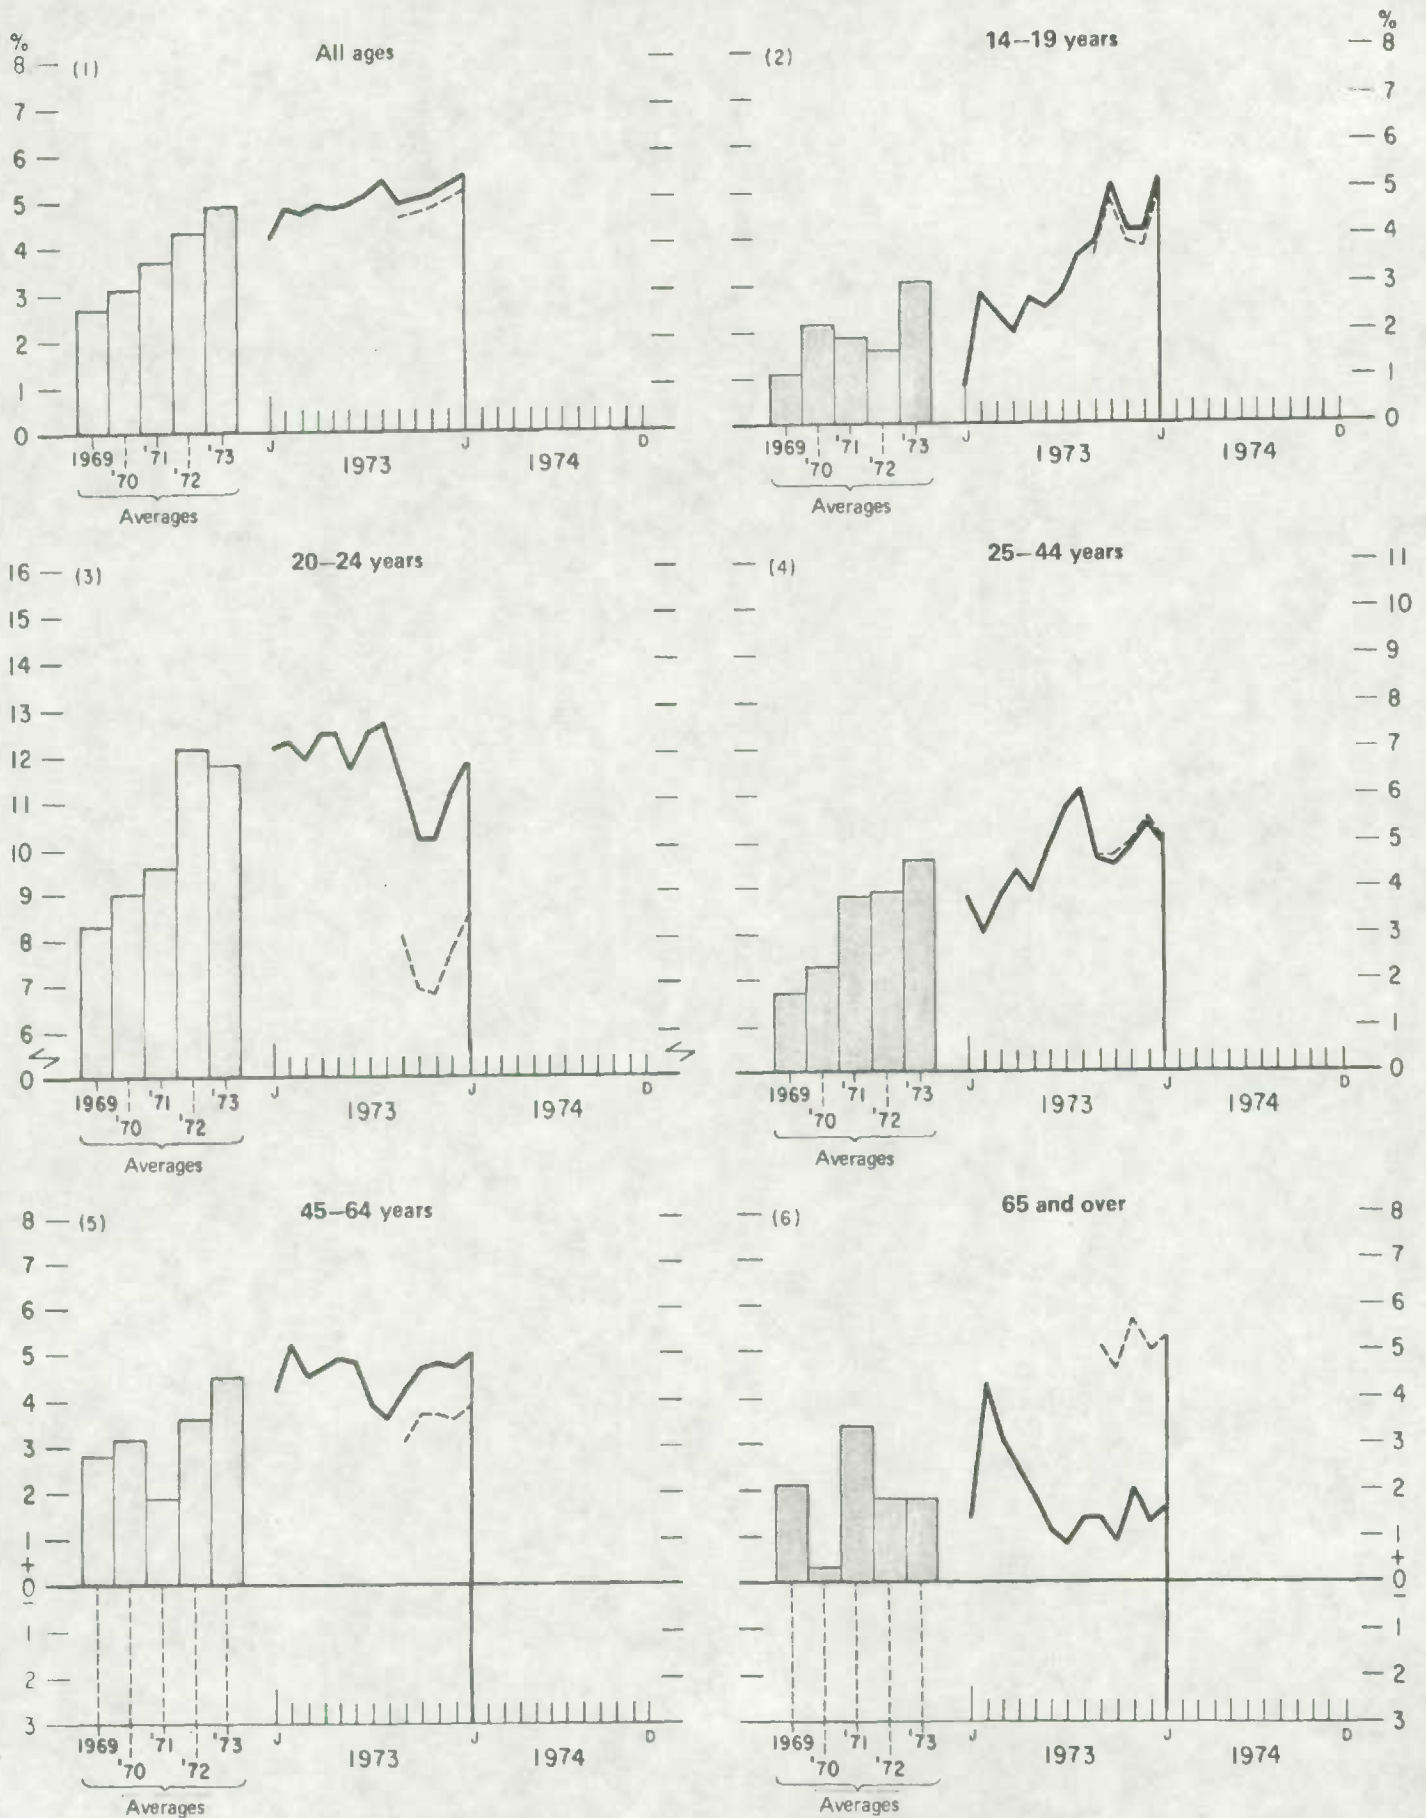 %
8 (1) All ages
7
6
5
4
3
2
1
0
1969 '70 '71 '72 '73
Averages
J 1973 J 1974 D
(2) 14–19 years
%
8
7
6
5
4
3
2
1
0
1969 '70 '71 '72 '73
Averages
J 1973 J 1974 D
16 (3) 20–24 years
15
14
13
12
11
10
9
8
7
6
0
1969 '70 '71 '72 '73
Averages
J 1973 J 1974 D
(4) 25–44 years
11
10
9
8
7
6
5
4
3
2
1
0
1969 '70 '71 '72 '73
Averages
J 1973 J 1974 D
8 (5) 45–64 years
7
6
5
4
3
2
1
+
0
–
1
2
3
1969 '70 '71 '72 '73
Averages
J 1973 J 1974 D
(6) 65 and over
8
7
6
5
4
3
2
1
+
0
–
1
2
3
1969 '70 '71 '72 '73
Averages
J 1973 J 1974 D